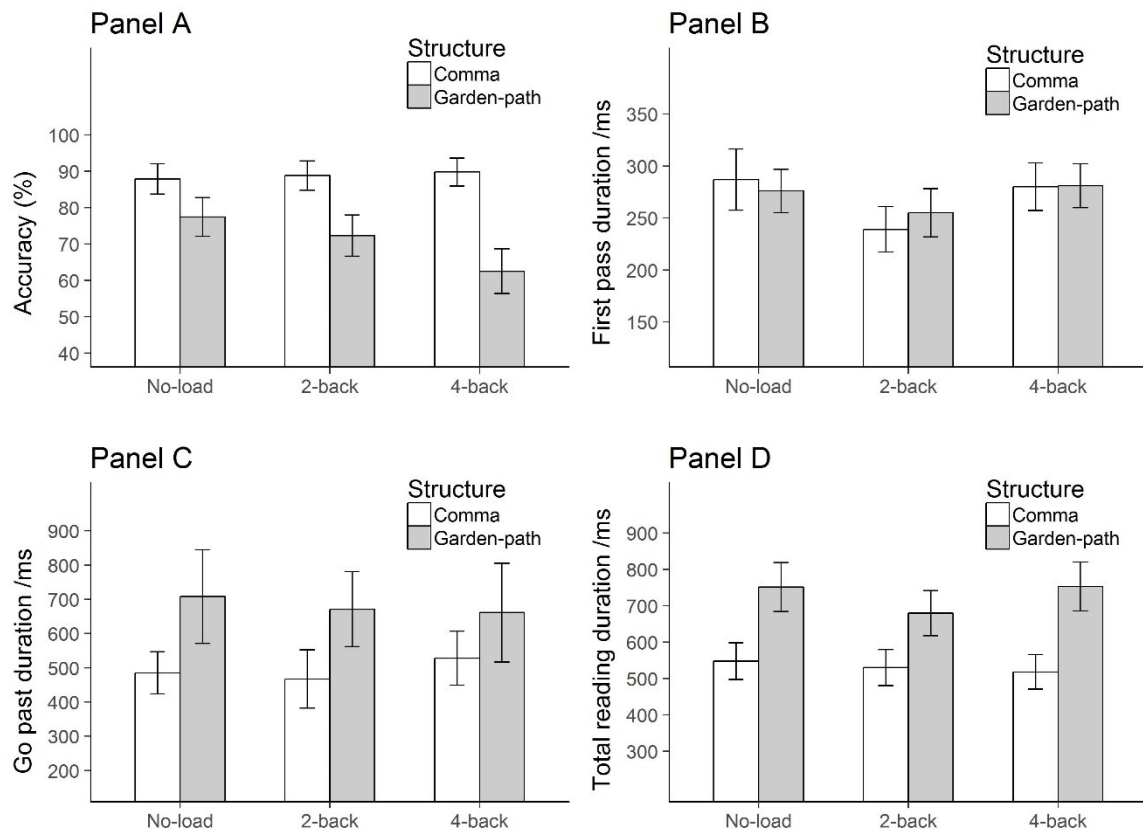 Panel A
Structure
Comma
Garden-path
Accuracy (%)
100
90
80
70
60
50
40
No-load 2-back 4-back
Panel B
Structure
Comma
Garden-path
First pass duration /ms
350
300
250
200
150
No-load 2-back 4-back
Panel C
Structure
Comma
Garden-path
Go past duration /ms
900
800
700
600
500
400
300
200
No-load 2-back 4-back
Panel D
Structure
Comma
Garden-path
Total reading duration /ms
900
800
700
600
500
400
300
No-load 2-back 4-back